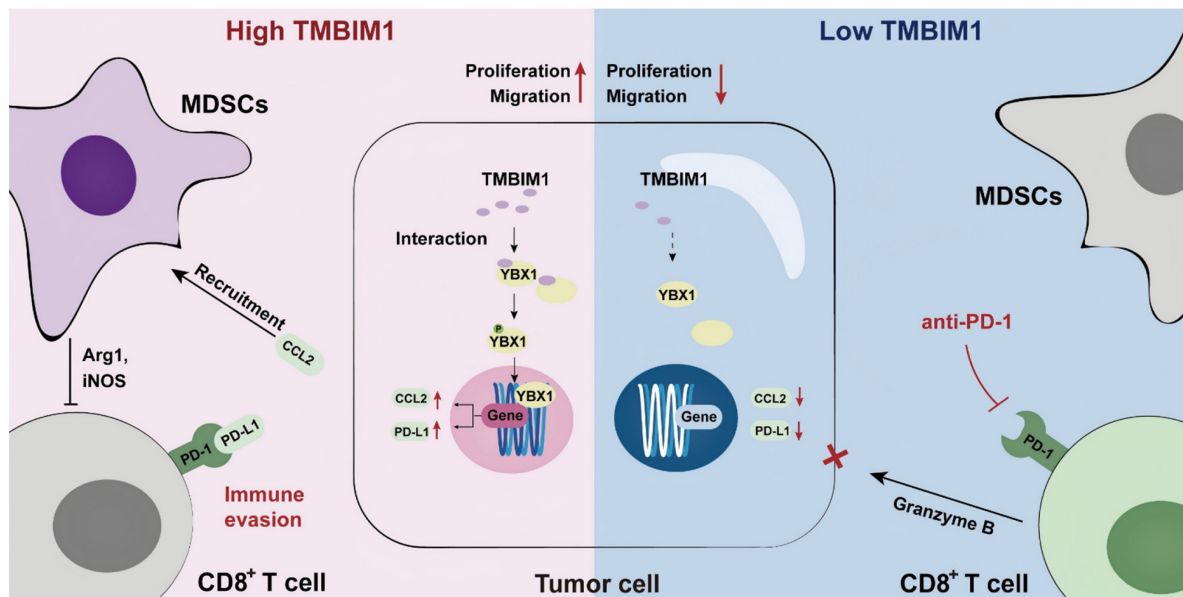 High TMBIM1
Low TMBIM1
Proliferation
Migration
Proliferation
Migration
MDSCs
TMBIM1
Interaction
YBX1
P
YBX1
YBX1
Gene
CCL2
PD-L1
Recruitment
CCL2
Arg1,
iNOS
PD-1
PD-L1
Immune
evasion
CD8+ T cell
Tumor cell
TMBIM1
YBX1
Gene
CCL2
PD-L1
MDSCs
anti-PD-1
PD-1
Granzyme B
CD8+ T cell